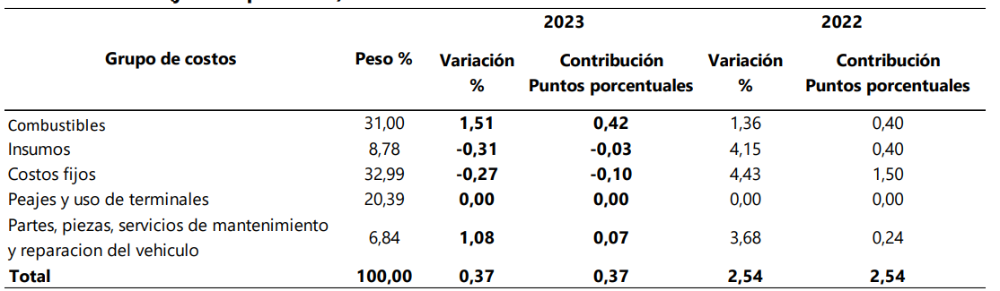 2023 2022
Grupo de costos Peso % Variación Contribución Variación Contribución
% Puntos porcentuales % Puntos porcentuales
Combustibles 31,00 1,51 0,42 1,36 0,40
Insumos 8,78 -0,31 -0,03 4,15 0,40
Costos fijos 32,99 -0,27 -0,10 4,43 1,50
Peajes y uso de terminales 20,39 0,00 0,00 0,00 0,00
Partes, piezas, servicios de mantenimiento
y reparacion del vehiculo 6,84 1,08 0,07 3,68 0,24
Total 100,00 0,37 0,37 2,54 2,54